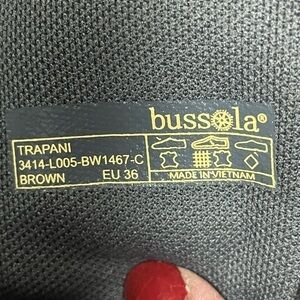 bussola®
TRAPANI
3414-L005-BW1467-C
BROWN EU 36
MADE IN VIETNAM